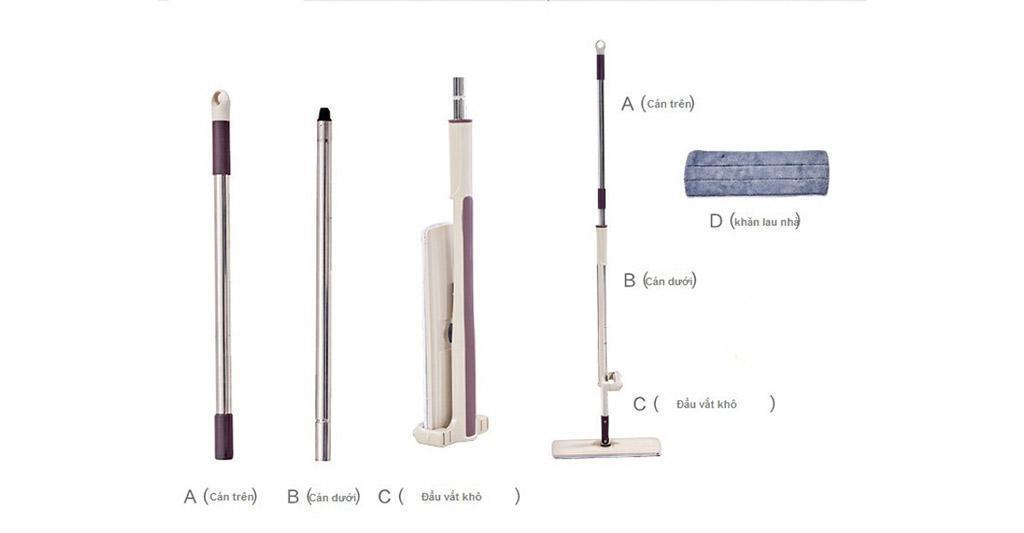 A (Cán trên)
D (khăn lau nhà)
B (Cán dưới)
C ( Đầu vắt khô )
A (Cán trên) B (Cán dưới) C ( Đầu vắt khô )